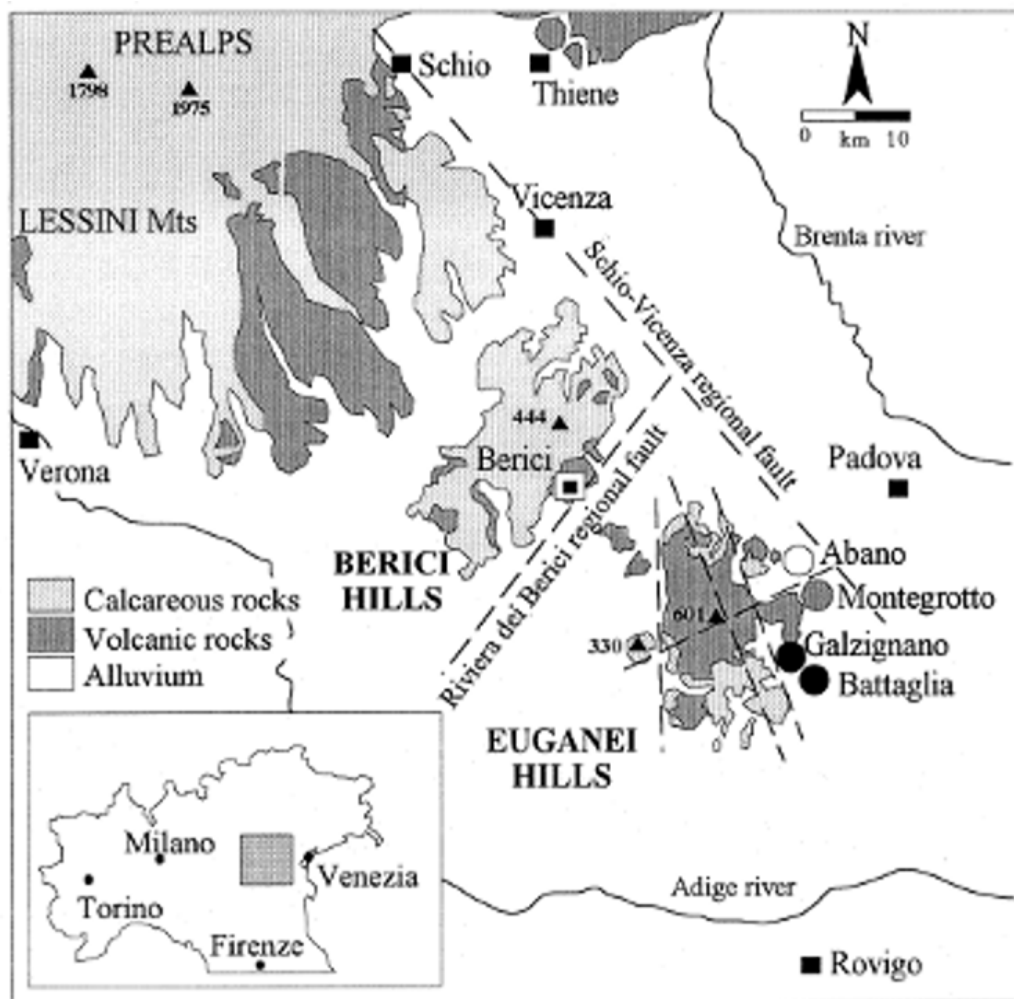 PREALPS
1798
1975
Schio
Thiene
N
0 km 10
LESSINI Mts
Vicenza
Brenta river
Schio-Vicenza regional fault
444
Berici
Verona
Padova
Riviera dei Berici regional fault
BERICI
HILLS
Abano
Montegrotto
601
330
Galzignano
Battaglia
Calcareous rocks
Volcanic rocks
Alluvium
EUGANEI
HILLS
Milano
Venezia
Torino
Firenze
Adige river
Rovigo